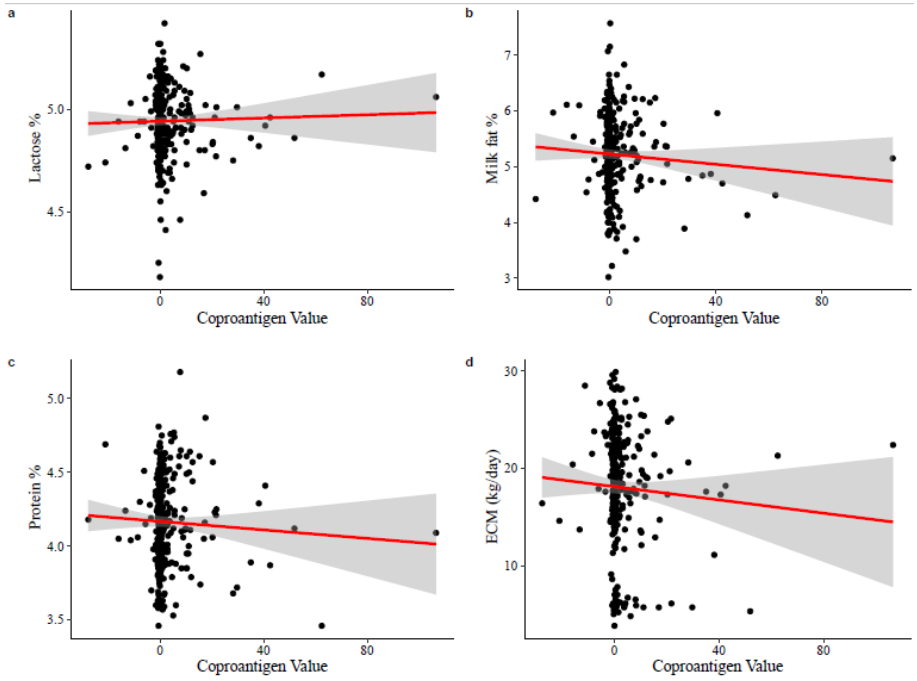 a
5.0
4.5
Lactose %
0 40 80
Coproantigen Value
b
7
6
5
4
3
Milk fat %
0 40 80
Coproantigen Value
c
5.0
4.5
4.0
3.5
Protein %
0 40 80
Coproantigen Value
d
30
20
10
ECM (kg/day)
0 40 80
Coproantigen Value